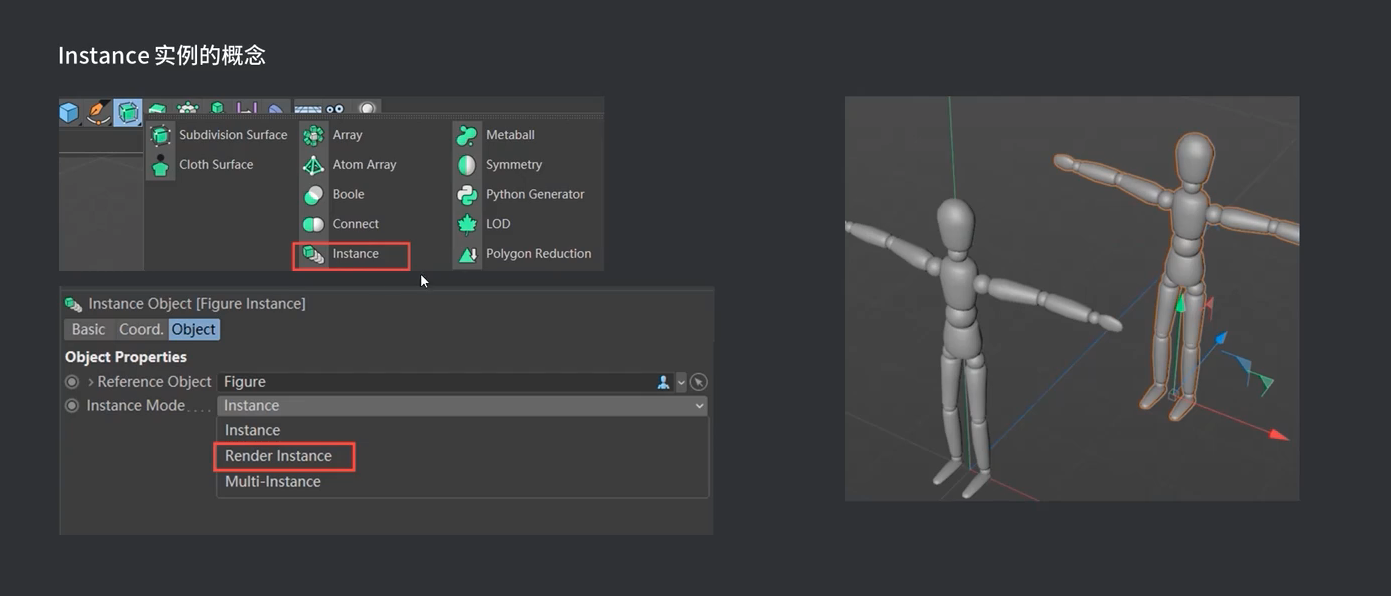 Instance 实例的概念
Subdivision Surface
Cloth Surface
Array
Atom Array
Boole
Connect
Instance
Metaball
Symmetry
Python Generator
LOD
Polygon Reduction
Instance Object [Figure Instance]
Basic Coord. Object
Object Properties
Reference Object Figure
Instance Mode.... Instance
Instance
Render Instance
Multi-Instance